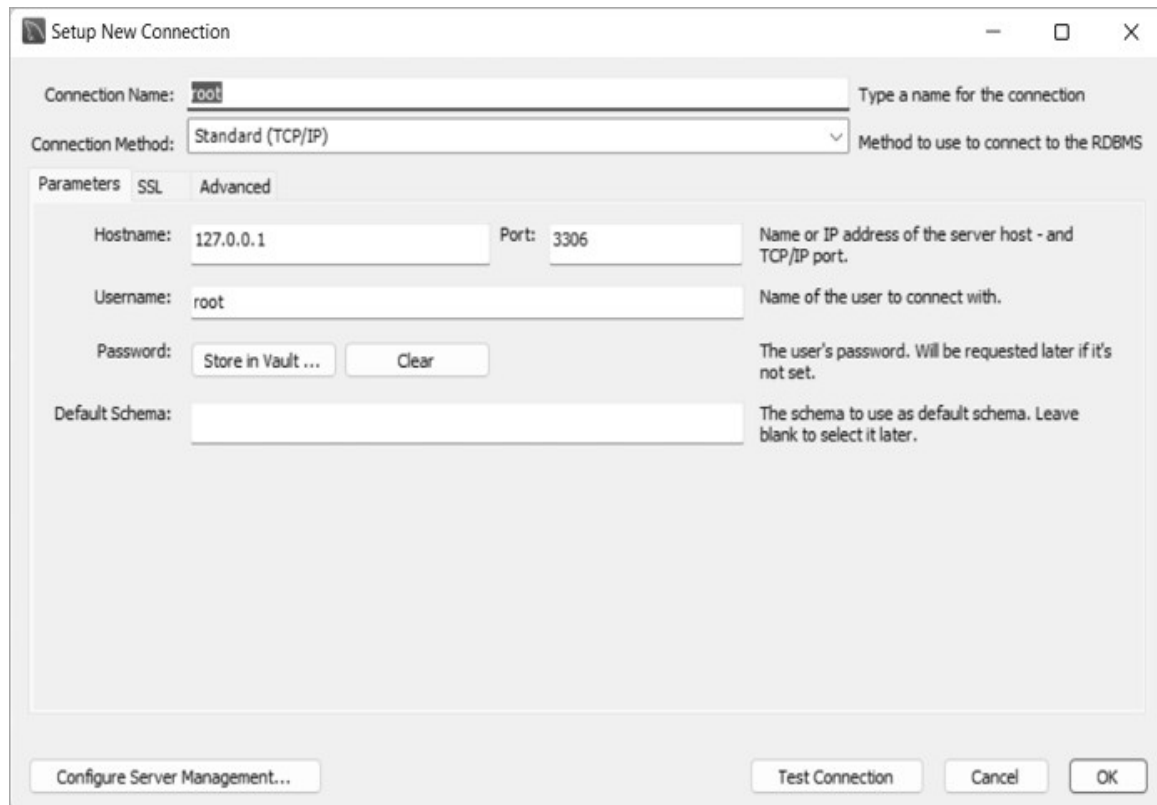 Setup New Connection
Connection Name: root Type a name for the connection
Connection Method: Standard (TCP/IP) Method to use to connect to the RDBMS
Parameters SSL Advanced
Hostname: 127.0.0.1 Port: 3306 Name or IP address of the server host - and
TCP/IP port.
Username: root Name of the user to connect with.
Password: Store in Vault ... Clear The user's password. Will be requested later if it's
not set.
Default Schema: The schema to use as default schema. Leave
blank to select it later.
Configure Server Management... Test Connection Cancel OK